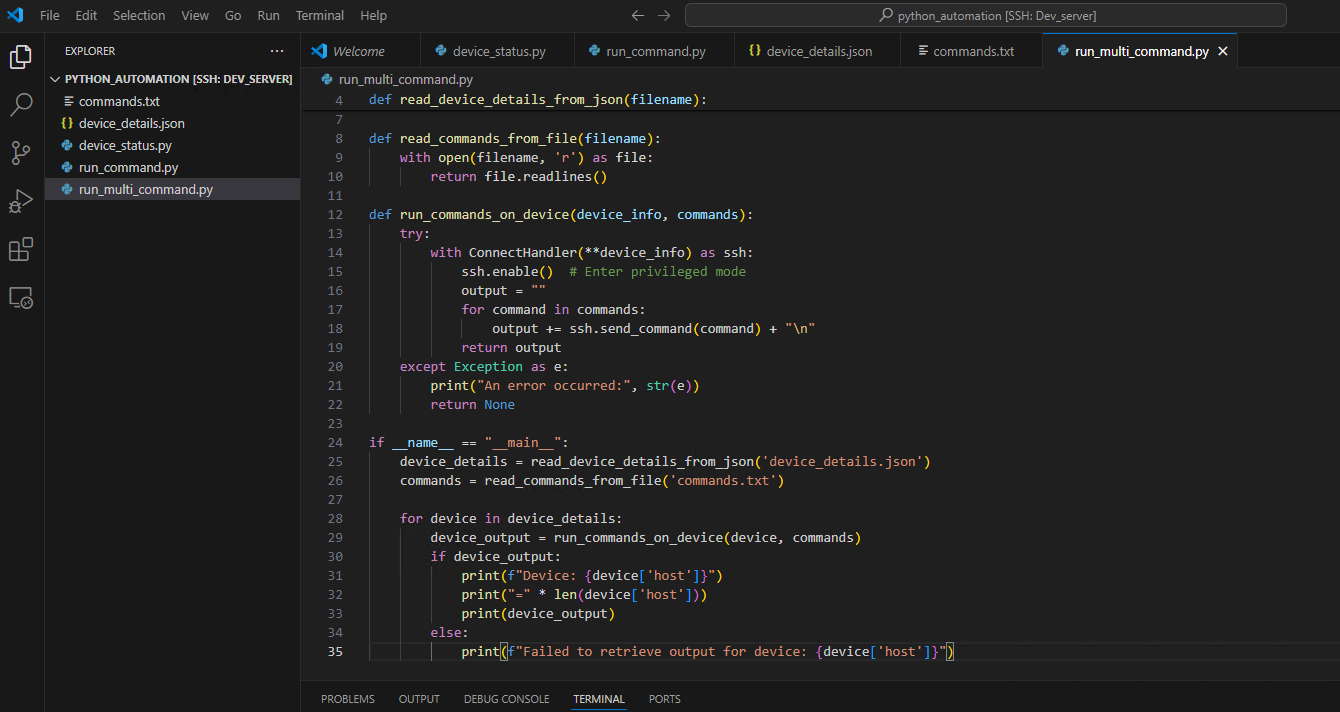 File Edit Selection View Go Run Terminal Help python_automation [SSH: Dev_server]
EXPLORER
PYTHON_AUTOMATION [SSH: DEV_SERVER]
commands.txt
device_details.json
device_status.py
run_command.py
run_multi_command.py
Welcome device_status.py run_command.py device_details.json commands.txt run_multi_command.py
run_multi_command.py
4 def read_device_details_from_json(filename):
7
8 def read_commands_from_file(filename):
9     with open(filename, 'r') as file:
10         return file.readlines()
11
12 def run_commands_on_device(device_info, commands):
13     try:
14         with ConnectHandler(**device_info) as ssh:
15             ssh.enable()  # Enter privileged mode
16             output = ""
17             for command in commands:
18                 output += ssh.send_command(command) + "\n"
19             return output
20     except Exception as e:
21         print("An error occurred:", str(e))
22         return None
23
24 if __name__ == "__main__":
25     device_details = read_device_details_from_json('device_details.json')
26     commands = read_commands_from_file('commands.txt')
27
28     for device in device_details:
29         device_output = run_commands_on_device(device, commands)
30         if device_output:
31             print(f"Device: {device['host']}")
32             print("=" * len(device['host']))
33             print(device_output)
34         else:
35             print(f"Failed to retrieve output for device: {device['host']}")
PROBLEMS OUTPUT DEBUG CONSOLE TERMINAL PORTS